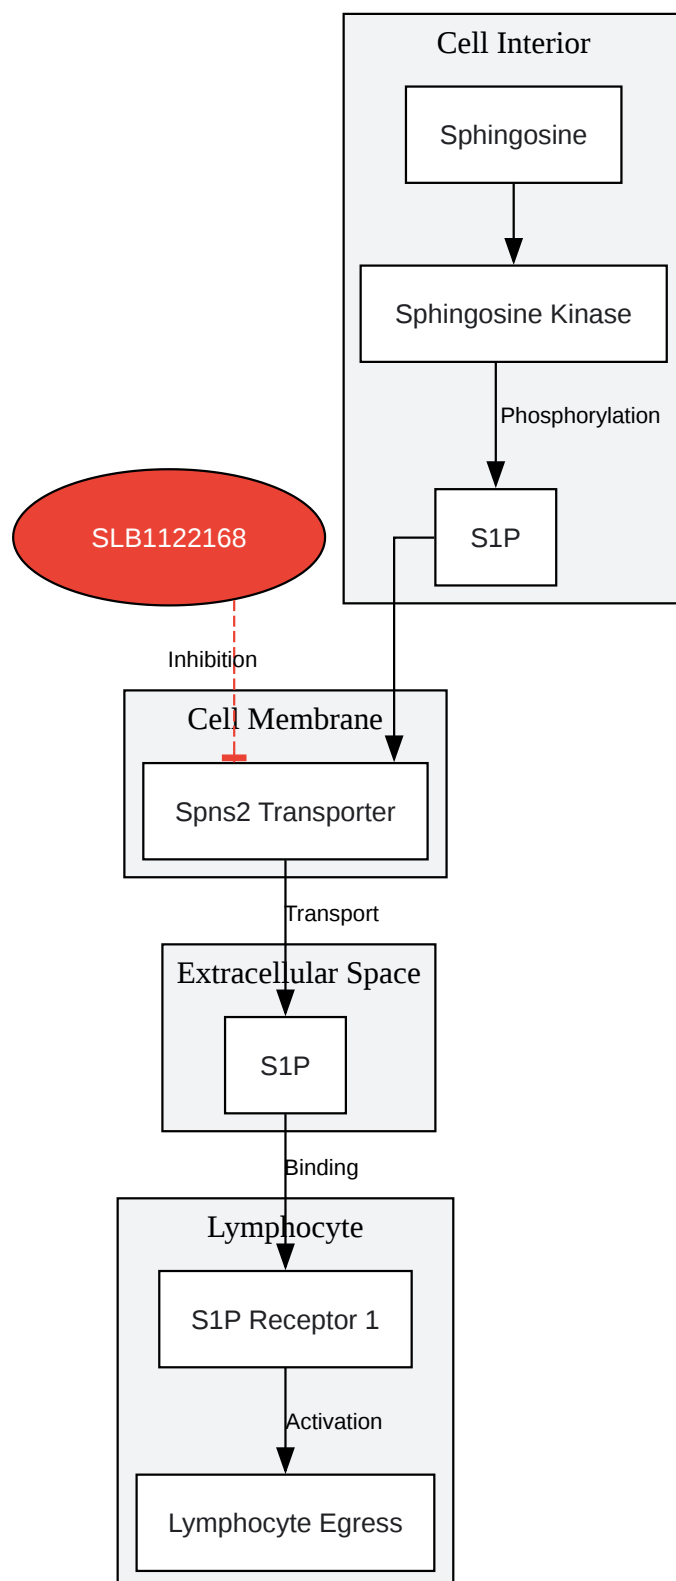 Cell Interior
Sphingosine
Sphingosine Kinase
Phosphorylation
S1P
SLB1122168
Inhibition
Cell Membrane
Spns2 Transporter
Transport
Extracellular Space
S1P
Binding
Lymphocyte
S1P Receptor 1
Activation
Lymphocyte Egress